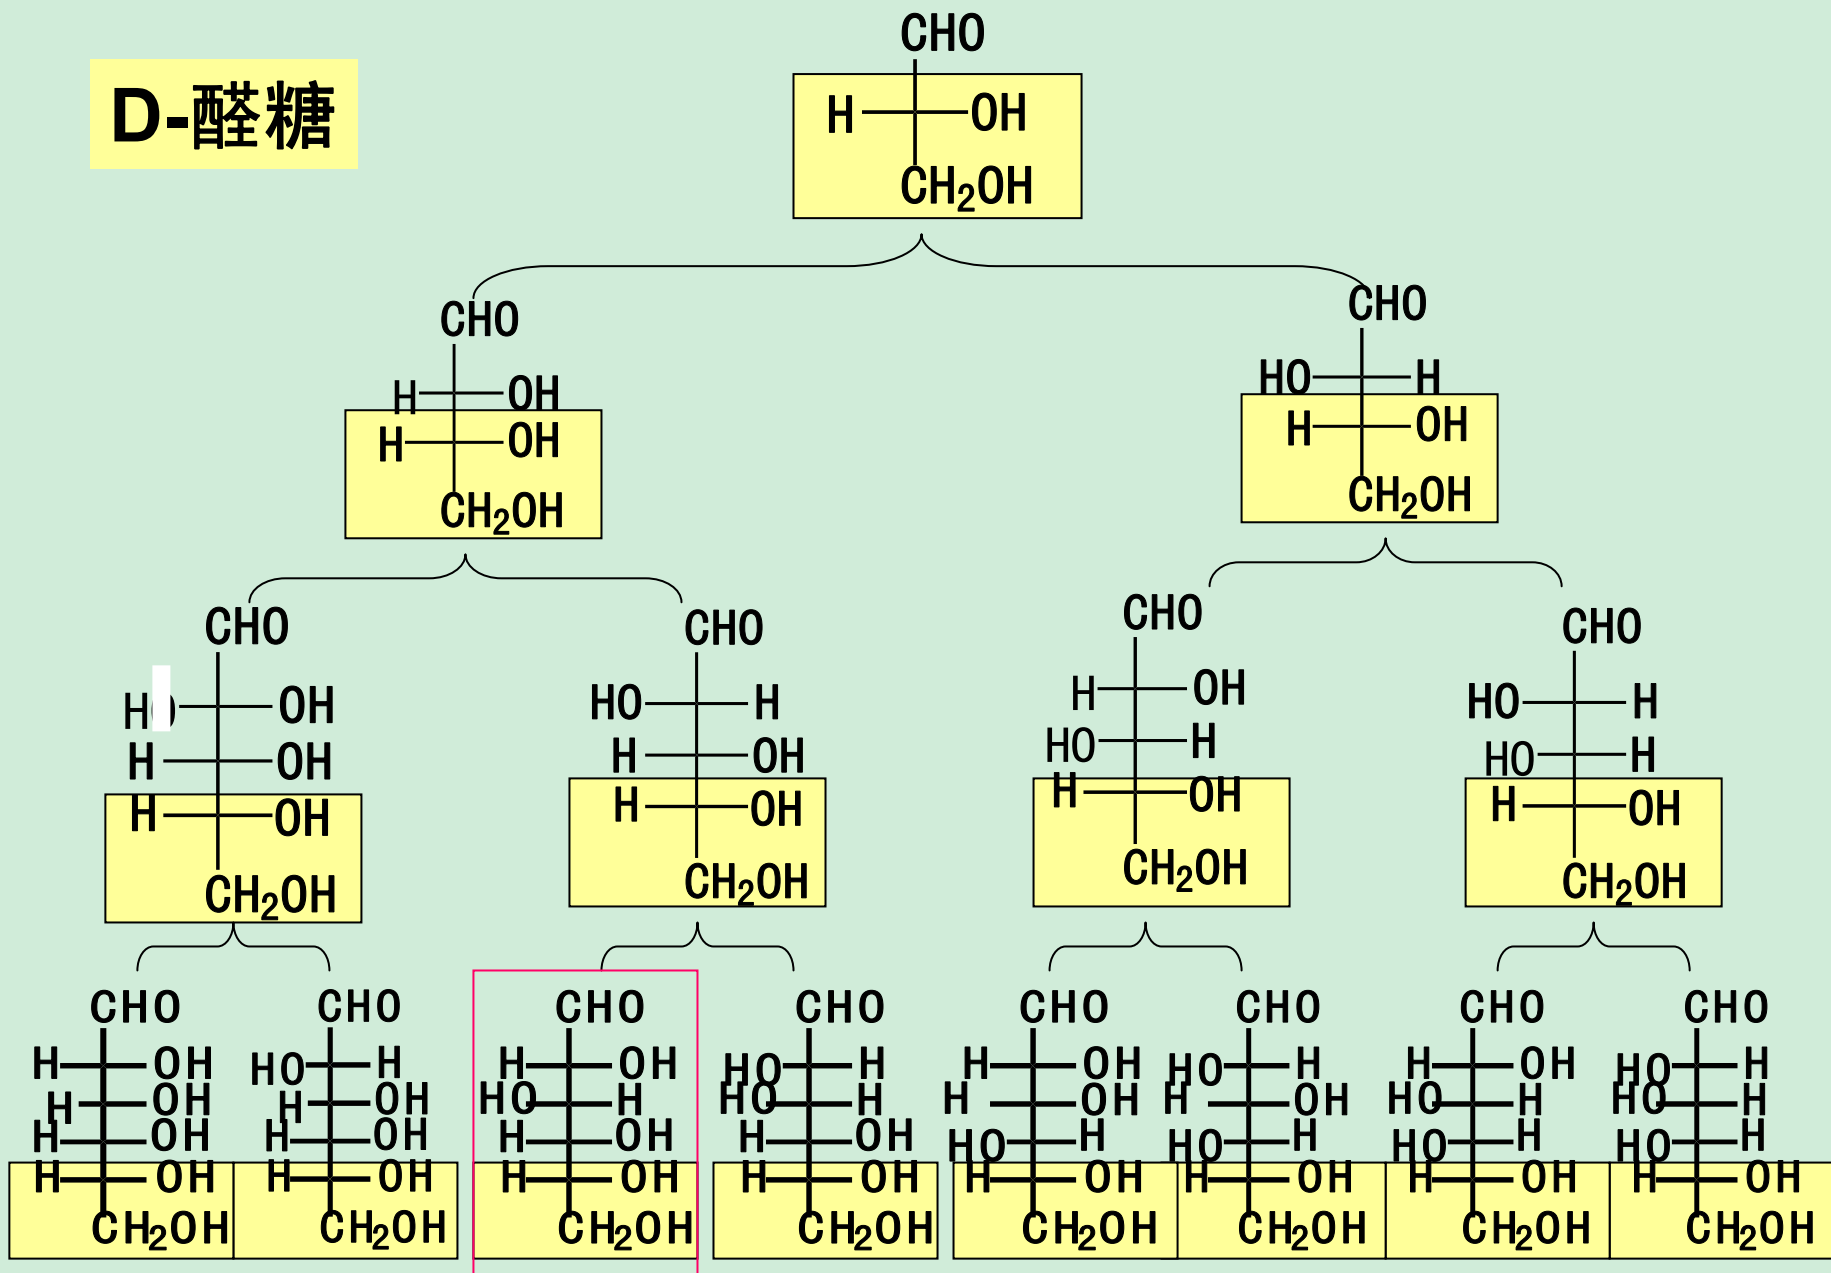 CHO
D-醛糖
H OH
CH2OH
CHO CHO
H OH HO H
H OH H OH
CH2OH CH2OH
CHO CHO CHO CHO
H OH HO H H OH HO H
H OH H OH HO H HO H
H OH H OH H OH H OH
CH2OH CH2OH CH2OH CH2OH
CHO CHO CHO CHO CHO CHO CHO CHO
H OH HO H H OH HO H H OH HO H H OH HO H
H OH H OH HO H HO H H OH H OH HO H HO H
H OH H OH H OH H OH HO H HO H HO H HO H
H OH H OH H OH H OH H OH H OH H OH H OH
CH2OH CH2OH CH2OH CH2OH CH2OH CH2OH CH2OH CH2OH